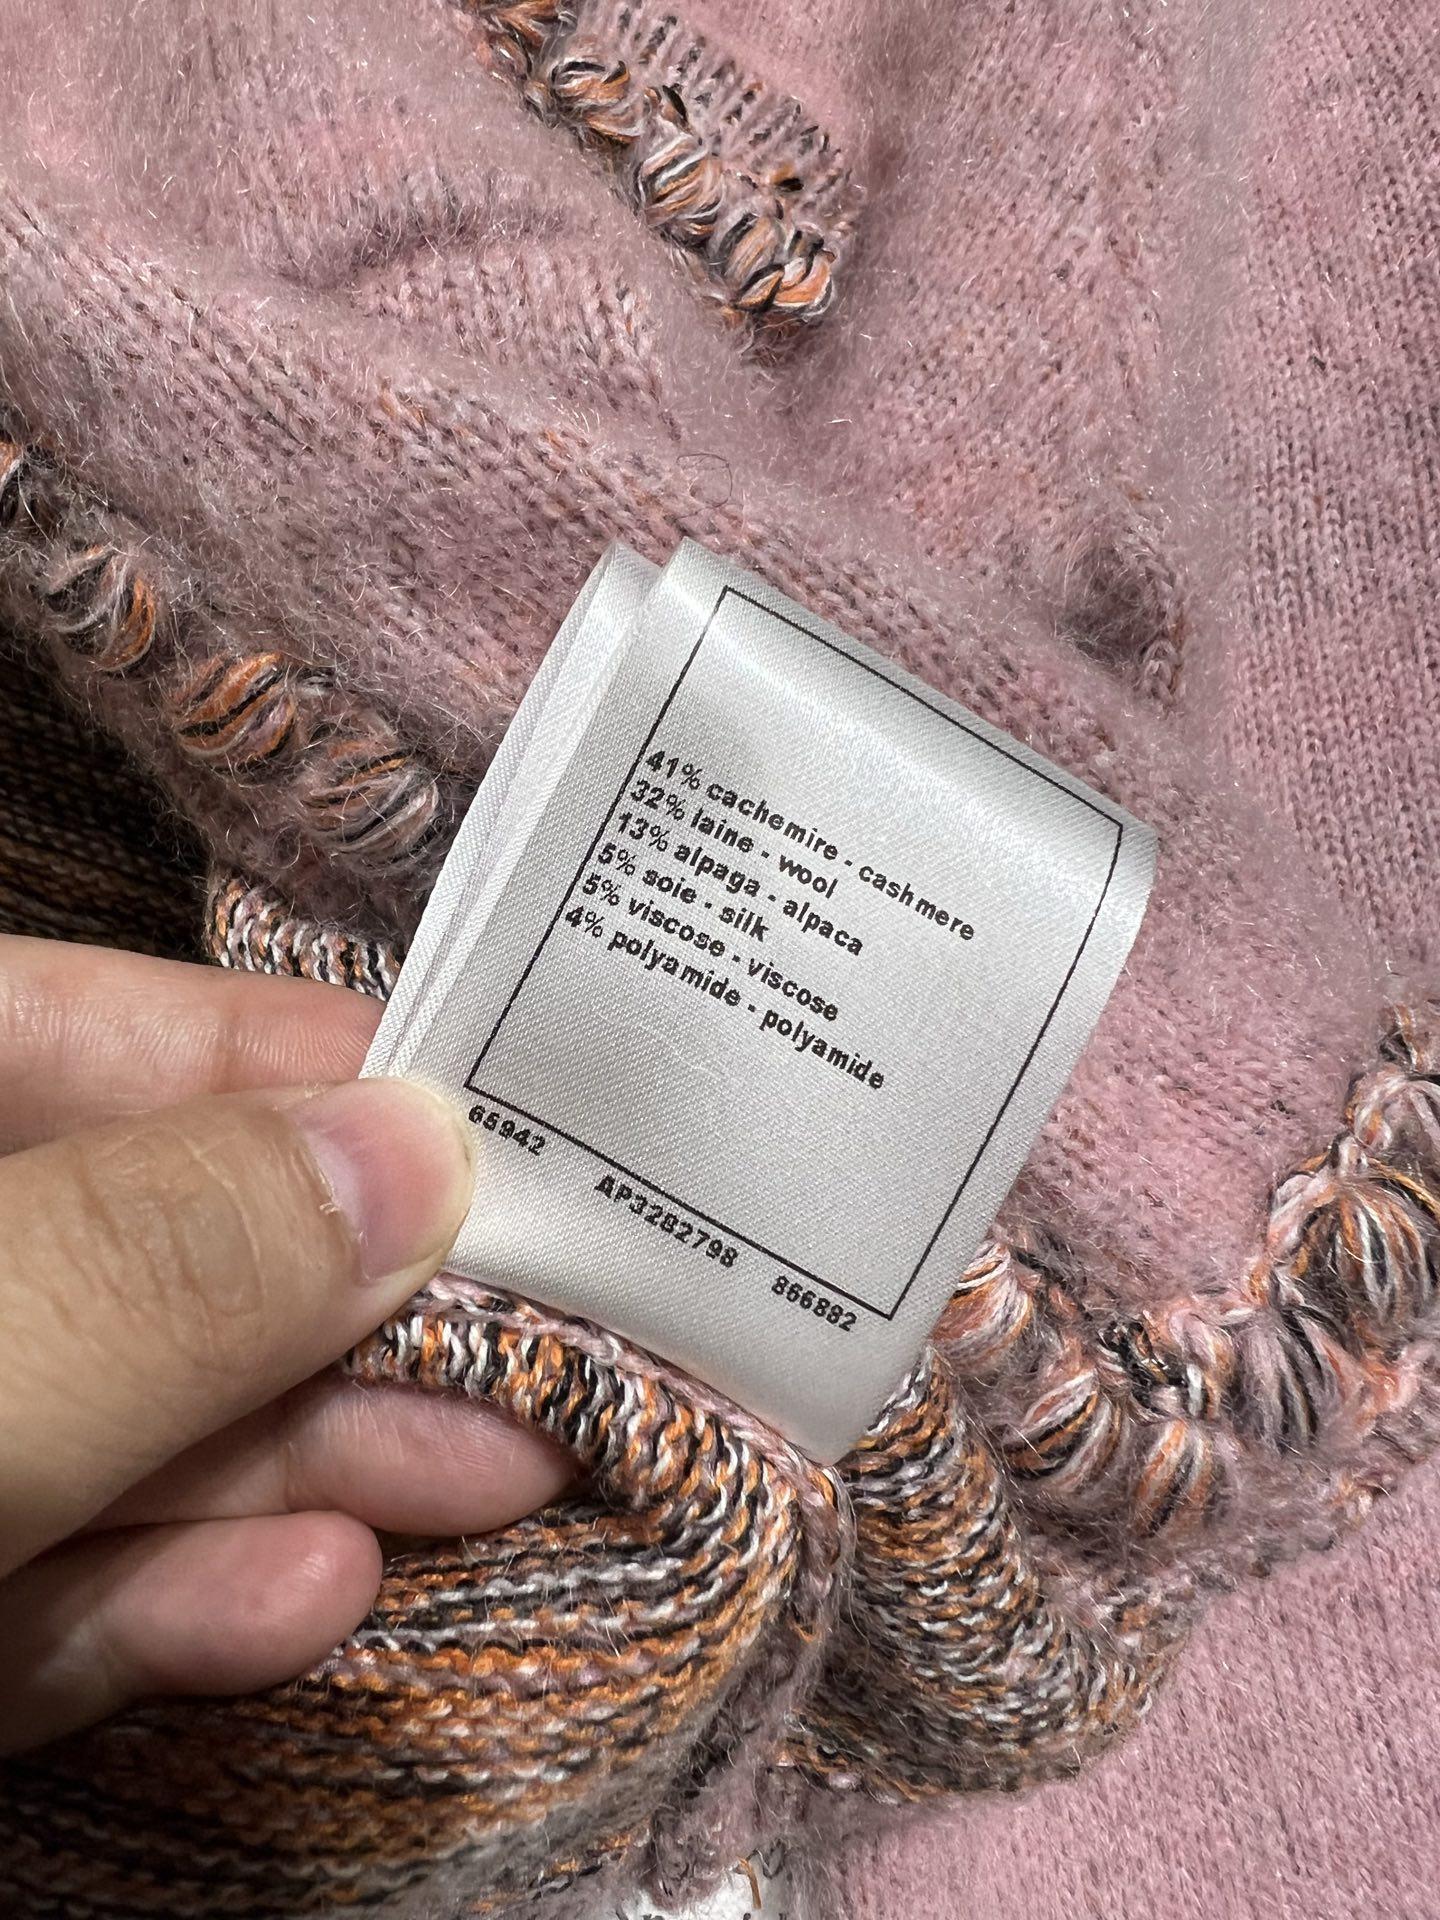 41% cachemire - cashmere
32% laine - wool
13% alpaga - alpaca
5% soie - silk
5% viscose - viscose
4% polyamide - polyamide
65942 AP3282798 866882